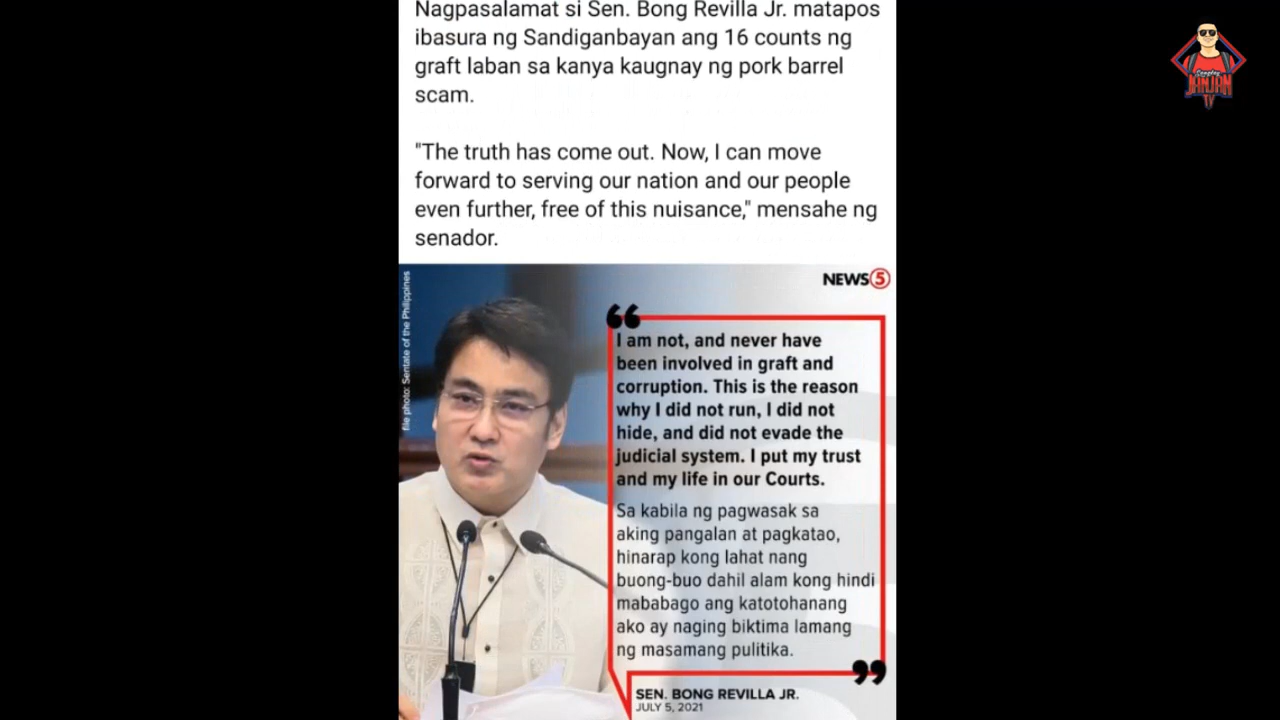 Nagpasalamat si Sen. Bong Revilla Jr. matapos
ibasura ng Sandiganbayan ang 16 counts ng
graft laban sa kanya kaugnay ng pork barrel
scam.
"The truth has come out. Now, I can move
forward to serving our nation and our people
even further, free of this nuisance," mensahe ng
senador.
file photo: Sentate of the Philippines
NEWS5
I am not, and never have
been involved in graft and
corruption. This is the reason
why I did not run, I did not
hide, and did not evade the
judicial system. I put my trust
and my life in our Courts.
Sa kabila ng pagwasak sa
aking pangalan at pagkatao,
hinarap kong lahat nang
buong-buo dahil alam kong hindi
mababago ang katotohanang
ako ay naging biktima lamang
ng masamang pulitika.
SEN. BONG REVILLA JR.
JULY 5, 2021
JANJAN
TV